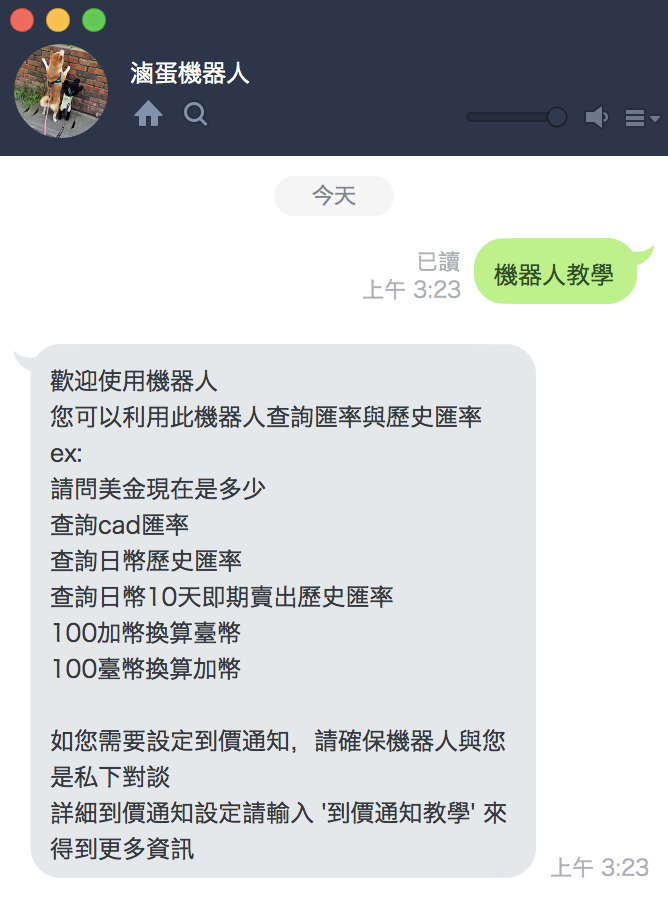 滷蛋機器人
今天
已讀
上午 3:23
機器人教學
歡迎使用機器人
您可以利用此機器人查詢匯率與歷史匯率
ex:
請問美金現在是多少
查詢cad匯率
查詢日幣歷史匯率
查詢日幣10天即期賣出歷史匯率
100加幣換算臺幣
100臺幣換算加幣
如您需要設定到價通知，請確保機器人與您
是私下對談
詳細到價通知設定請輸入 '到價通知教學' 來
得到更多資訊
上午 3:23